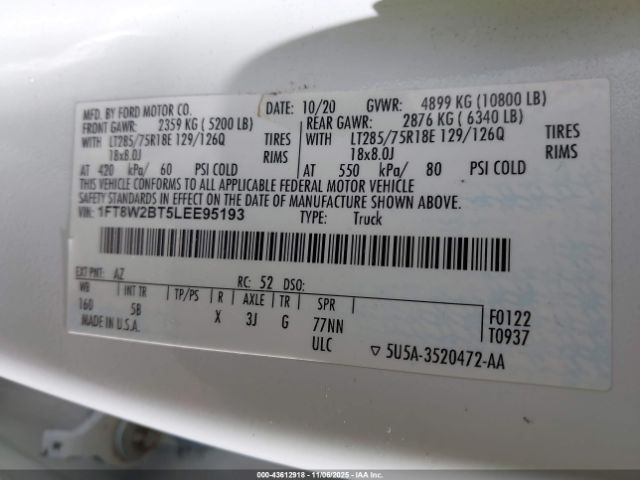 MFD. BY FORD MOTOR CO.
DATE: 10/20 GVWR: 4899 KG (10800 LB)
FRONT GAWR: 2359 KG (5200 LB) REAR GAWR: 2876 KG (6340 LB)
WITH LT285/75R18E 129/126Q TIRES WITH LT285/75R18E 129/126Q TIRES
18x8.0J RIMS 18x8.0J RIMS
AT 420 kPa/ 60 PSI COLD AT 550 kPa/ 80 PSI COLD
THIS VEHICLE CONFORMS TO ALL APPLICABLE FEDERAL MOTOR VEHICLE
SAFETY STANDARDS IN EFFECT ON THE DATE OF MANUFACTURE SHOWN ABOVE.
VIN: 1FT8W2BT5LEE95193 TYPE: Truck
EXT PNT: AZ RC: 52 DSO:
WB INT TR TP/PS R AXLE TR SPR
160 5B X 3J G 77NN F0122
MADE IN U.S.A. ULC T0937
▽ 5U5A-3520472-AA
000-43612918 - 11/06/2025 - iaai.com